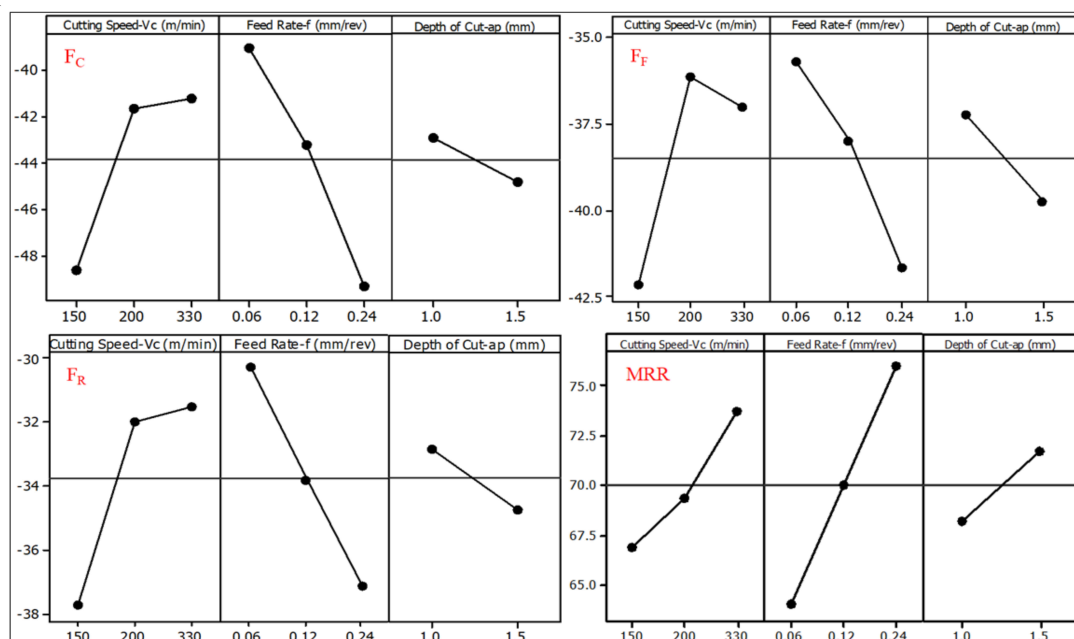 Cutting Speed-Vc (m/min) Feed Rate-f (mm/rev) Depth of Cut-ap (mm)
FC
-40
-42
-44
-46
-48
150 200 330 0.06 0.12 0.24 1.0 1.5
Cutting Speed-Vc (m/min) Feed Rate-f (mm/rev) Depth of Cut-ap (mm)
FF
-35.0
-37.5
-40.0
-42.5
150 200 330 0.06 0.12 0.24 1.0 1.5
Cutting Speed-Vc (m/min) Feed Rate-f (mm/rev) Depth of Cut-ap (mm)
FR
-30
-32
-34
-36
-38
150 200 330 0.06 0.12 0.24 1.0 1.5
Cutting Speed-Vc (m/min) Feed Rate-f (mm/rev) Depth of Cut-ap (mm)
MRR
75.0
72.5
70.0
67.5
65.0
150 200 330 0.06 0.12 0.24 1.0 1.5